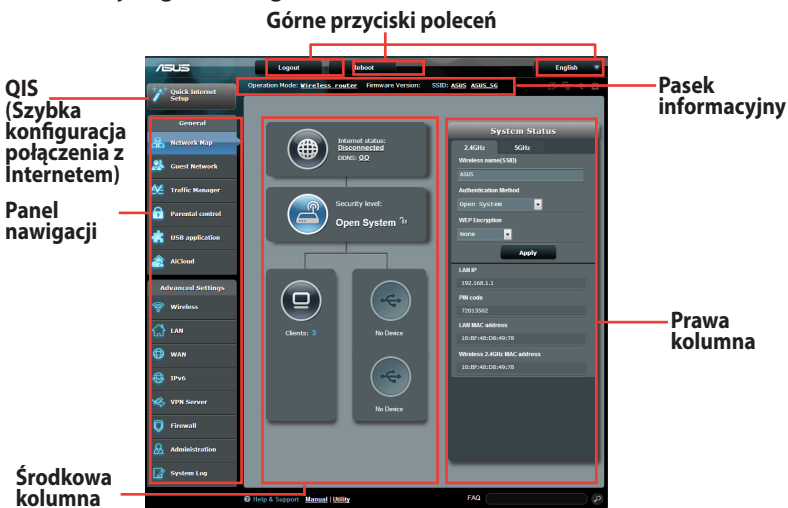 Górne przyciski poleceń
QIS
(Szybka
konfiguracja
połączenia z
Internetem)
Panel
nawigacji
Środkowa
kolumna
Pasek
informacyjny
Prawa
kolumna
ASUS
Logout
Reboot
English
Quick Internet
Setup
Operation Mode: Wireless router Firmware Version: SSID: ASUS ASUS_5G
General
Network Map
Guest Network
Traffic Manager
Parental control
USB application
AiCloud
Advanced Settings
Wireless
LAN
WAN
IPv6
VPN Server
Firewall
Administration
System Log
Internet status:
Disconnected
DDNS: GO
Security level:
Open System
Clients: 3
No Device
No Device
System Status
2.4GHz 5GHz
Wireless name(SSID)
ASUS
Authentication Method
Open System
WEP Encryption
None
Apply
LAN IP
192.168.1.1
PIN code
72013502
LAN MAC address
10:BF:48:D8:49:78
Wireless 2.4GHz MAC address
10:BF:48:D8:49:78
Help & Support Manual | Utility
FAQ